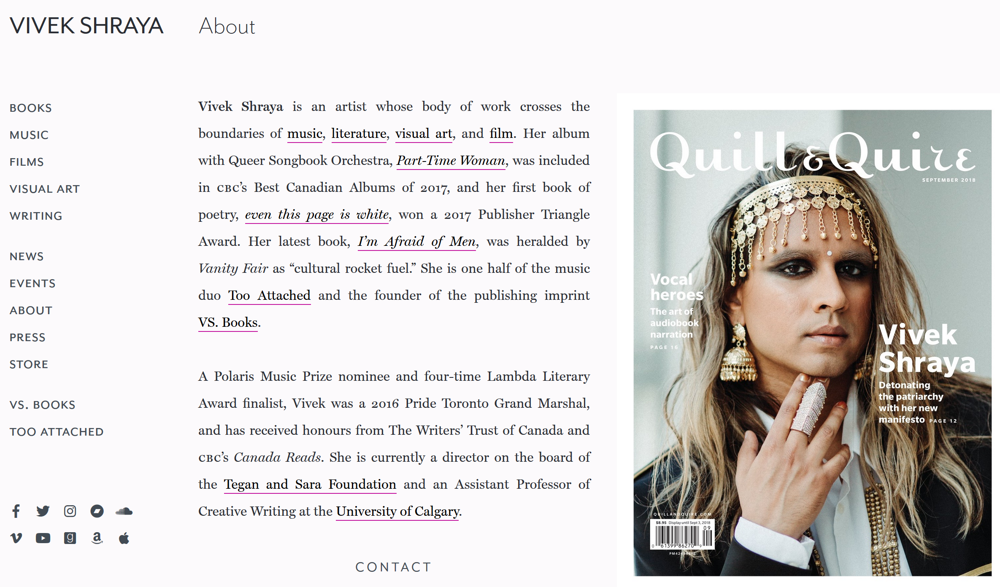 VIVEK SHRAYA
About
BOOKS
MUSIC
FILMS
VISUAL ART
WRITING
NEWS
EVENTS
ABOUT
PRESS
STORE
VS. BOOKS
TOO ATTACHED
Vivek Shraya is an artist whose body of work crosses the
boundaries of music, literature, visual art, and film. Her album
with Queer Songbook Orchestra, Part-Time Woman, was included
in CBC’s Best Canadian Albums of 2017, and her first book of
poetry, even this page is white, won a 2017 Publisher Triangle
Award. Her latest book, I’m Afraid of Men, was heralded by
Vanity Fair as “cultural rocket fuel.” She is one half of the music
duo Too Attached and the founder of the publishing imprint
VS. Books.
A Polaris Music Prize nominee and four-time Lambda Literary
Award finalist, Vivek was a 2016 Pride Toronto Grand Marshal,
and has received honours from The Writers’ Trust of Canada and
CBC’s Canada Reads. She is currently a director on the board of
the Tegan and Sara Foundation and an Assistant Professor of
Creative Writing at the University of Calgary.
CONTACT
Quill & Quire
SEPTEMBER 2018
Vocal
heroes
The art of
audiobook
narration
PAGE 16
Vivek
Shraya
Detonating
the patriarchy
with her new
manifesto PAGE 12
QUILLANDQUIRE.COM
$8.95 Display until Sept 3, 2018
09
0 61399 86270 9